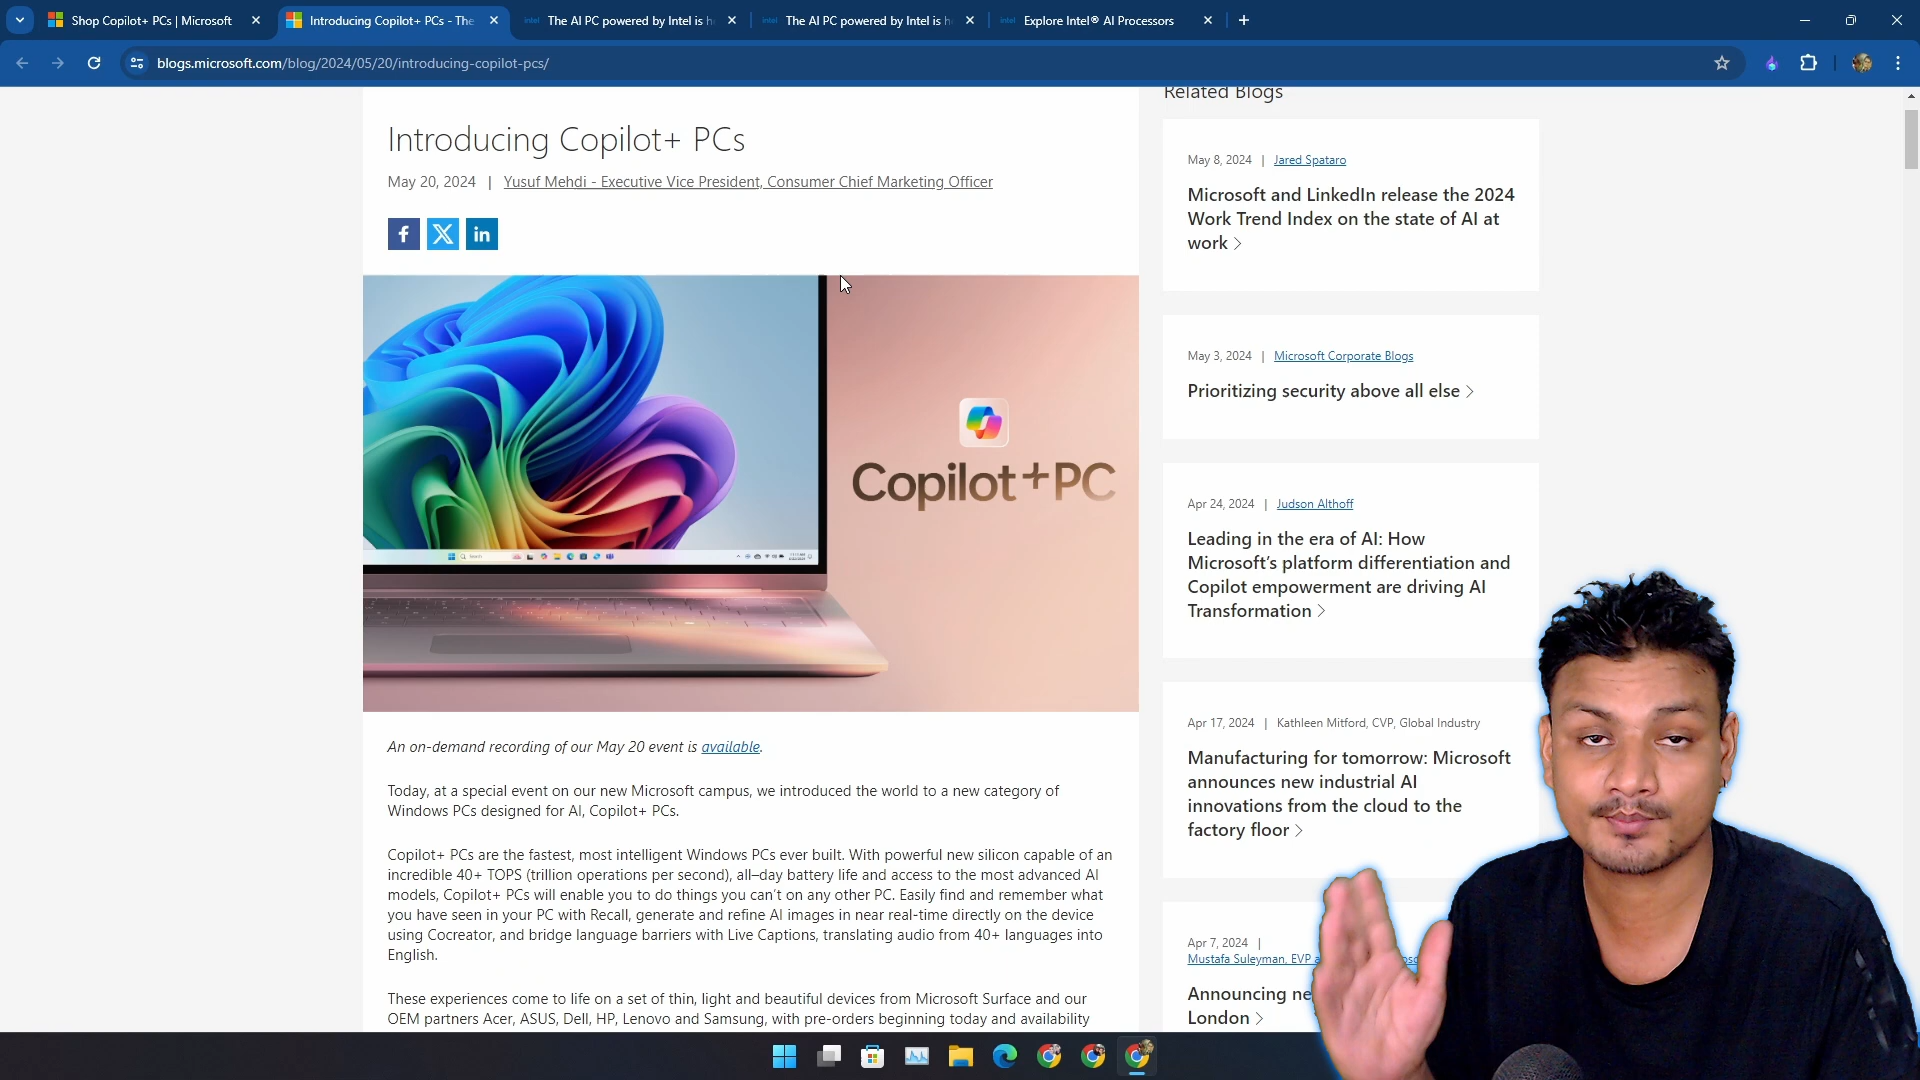 Shop Copilot+ PCs | Microsoft
Introducing Copilot+ PCs - The
intel
The AI PC powered by Intel is h
intel
The AI PC powered by Intel is h
intel
Explore Intel® AI Processors
blogs.microsoft.com/blog/2024/05/20/introducing-copilot-pcs/
Introducing Copilot+ PCs
May 20, 2024 | Yusuf Mehdi - Executive Vice President, Consumer Chief Marketing Officer
Copilot+PC
An on-demand recording of our May 20 event is available.
Today, at a special event on our new Microsoft campus, we introduced the world to a new category of
Windows PCs designed for AI, Copilot+ PCs.
Copilot+ PCs are the fastest, most intelligent Windows PCs ever built. With powerful new silicon capable of an
incredible 40+ TOPS (trillion operations per second), all–day battery life and access to the most advanced AI
models, Copilot+ PCs will enable you to do things you can't on any other PC. Easily find and remember what
you have seen in your PC with Recall, generate and refine AI images in near real-time directly on the device
using Cocreator, and bridge language barriers with Live Captions, translating audio from 40+ languages into
English.
These experiences come to life on a set of thin, light and beautiful devices from Microsoft Surface and our
OEM partners Acer, ASUS, Dell, HP, Lenovo and Samsung, with pre-orders beginning today and availability
Related Blogs
May 8, 2024 | Jared Spataro
Microsoft and LinkedIn release the 2024
Work Trend Index on the state of AI at
work
May 3, 2024 | Microsoft Corporate Blogs
Prioritizing security above all else
Apr 24, 2024 | Judson Althoff
Leading in the era of AI: How
Microsoft's platform differentiation and
Copilot empowerment are driving AI
Transformation
Apr 17, 2024 | Kathleen Mitford, CVP, Global Industry
Manufacturing for tomorrow: Microsoft
announces new industrial AI
innovations from the cloud to the
factory floor
Apr 7, 2024 |
Mustafa Suleyman, EVP
Announcing
London